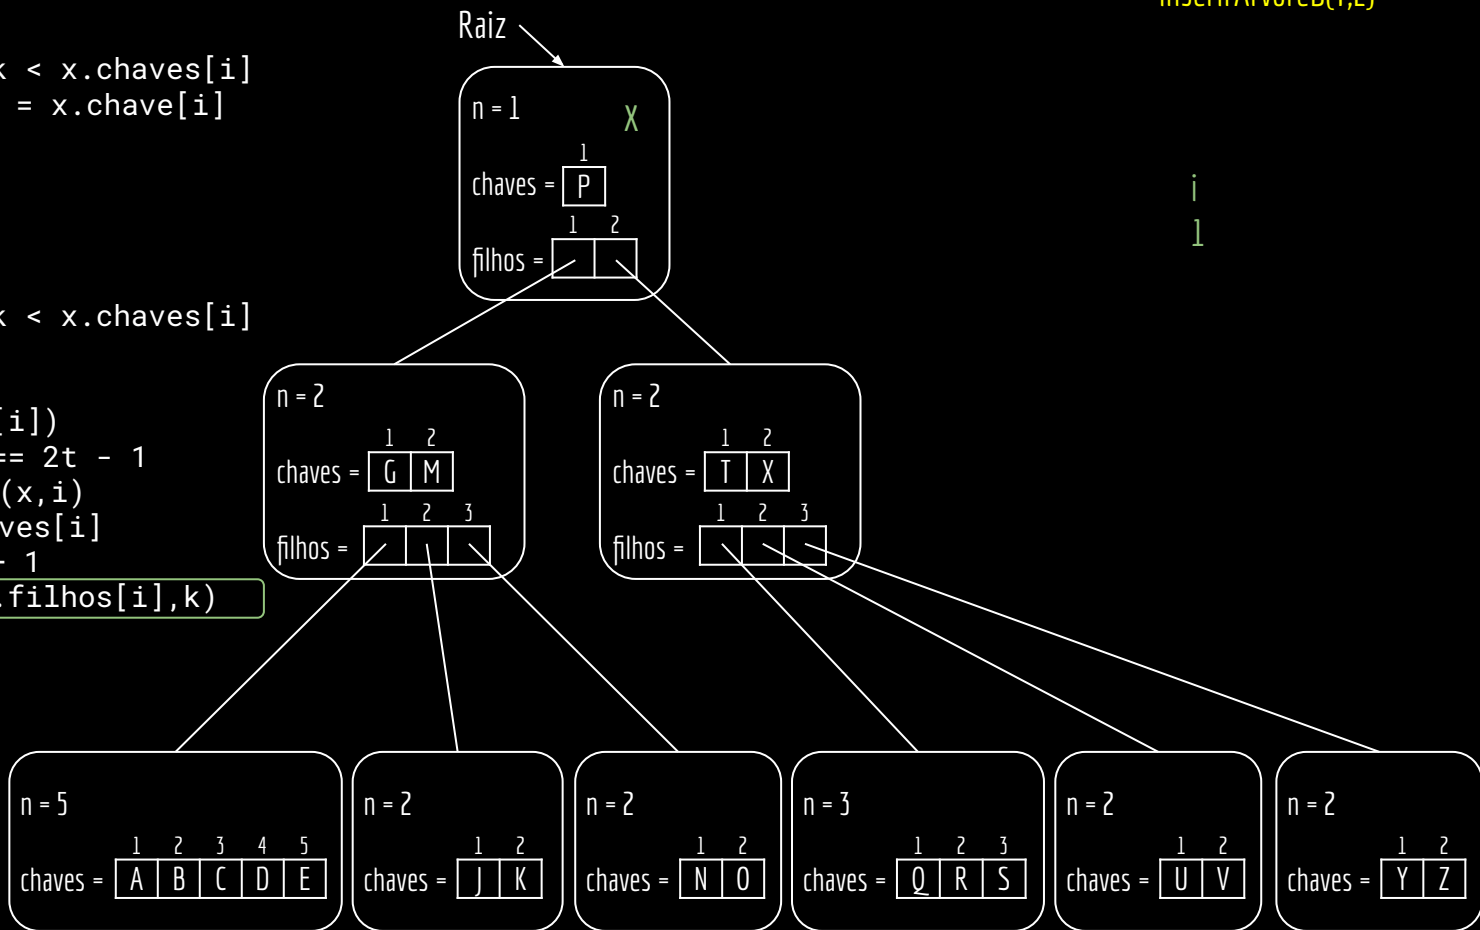 Raiz
k < x.chaves[i]
= x.chave[i]
n = 1
X
1
chaves = P
1 2
filhos =
i
1
k < x.chaves[i]
[i])
== 2t - 1
(x,i)
ves[i]
- 1
.filhos[i],k)
n = 2
1 2
chaves = G M
1 2 3
filhos =
n = 2
1 2
chaves = T X
1 2 3
filhos =
n = 5
1 2 3 4 5
chaves = A B C D E
n = 2
1 2
chaves = J K
n = 2
1 2
chaves = N O
n = 3
1 2 3
chaves = Q R S
n = 2
1 2
chaves = U V
n = 2
1 2
chaves = Y Z